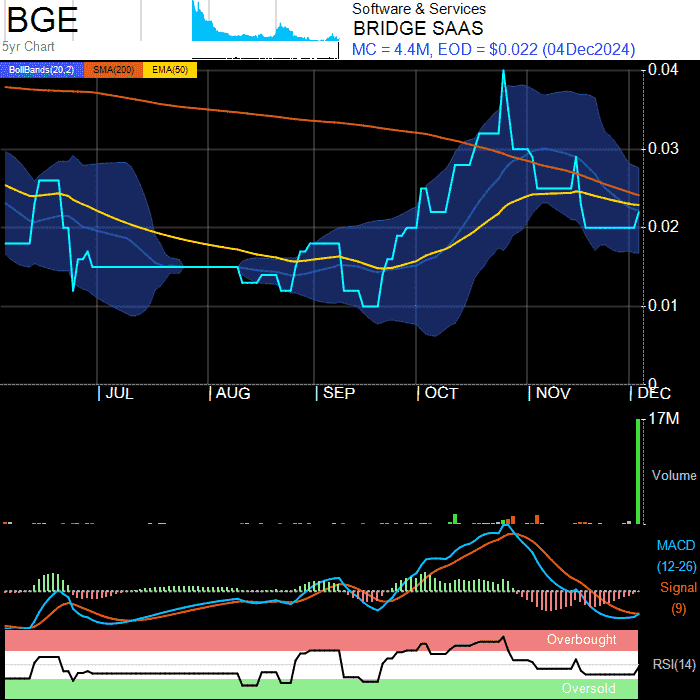 BGE
5yr Chart
Software & Services
BRIDGE SAAS
MC = 4.4M, EOD = $0.022 (04Dec2024)
BollBands(20,2) SMA(200) EMA(50)
0.04
0.03
0.02
0.01
0
| JUL | AUG | SEP | OCT | NOV | DEC
17M
Volume
MACD
(12-26)
Signal
(9)
Overbought
RSI(14)
Oversold